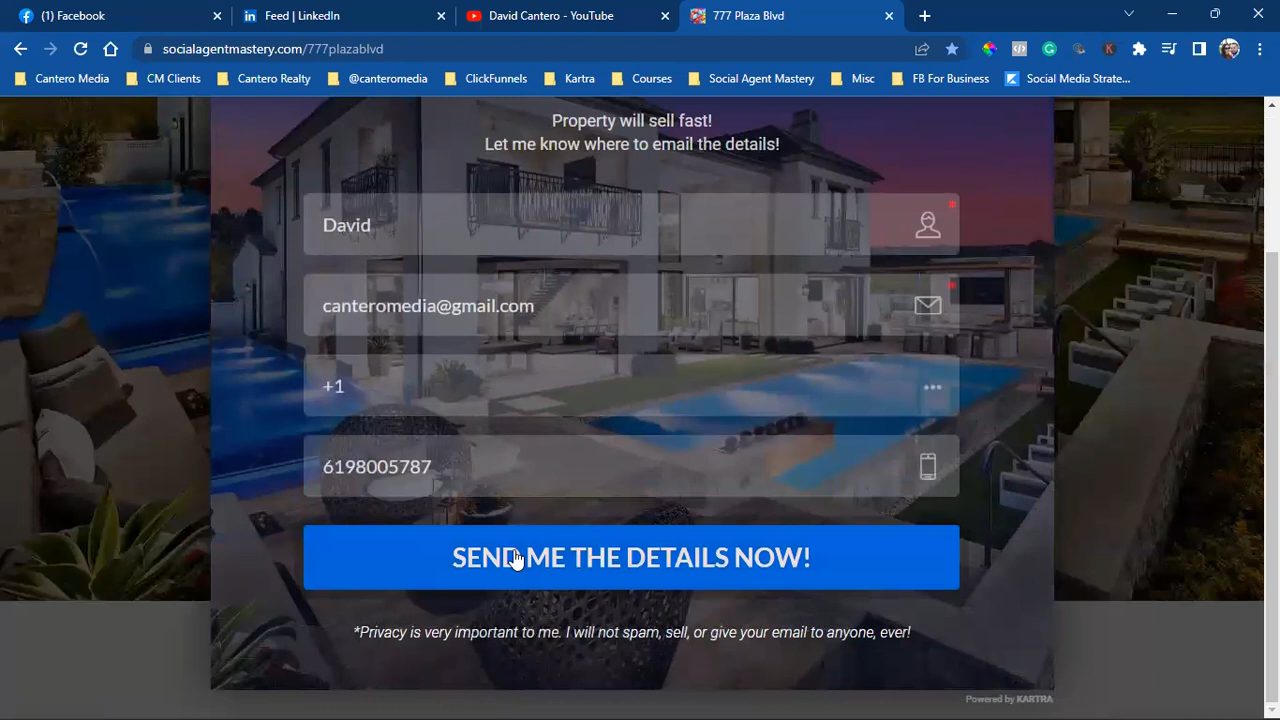 (1) Facebook
Feed | LinkedIn
David Cantero - YouTube
777 Plaza Blvd
socialagentmastery.com/777plazablvd
Cantero Media
CM Clients
Cantero Realty
@canteromedia
ClickFunnels
Kartra
Courses
Social Agent Mastery
Misc
FB For Business
Social Media Strate...
Property will sell fast!
Let me know where to email the details!
David
canteromedia@gmail.com
+1
6198005787
SEND ME THE DETAILS NOW!
*Privacy is very important to me. I will not spam, sell, or give your email to anyone, ever!
Powered by KARTRA